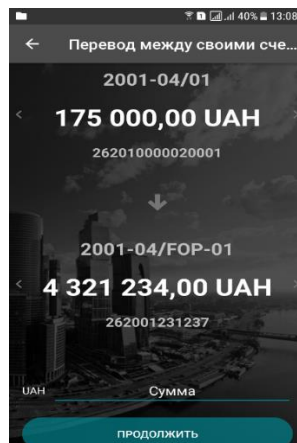 40% 13:08
Перевод между своими сче...
2001-04/01
175 000,00 UAH
262010000020001
2001-04/FOP-01
4 321 234,00 UAH
262001231237
UAH Сумма
ПРОДОЛЖИТЬ